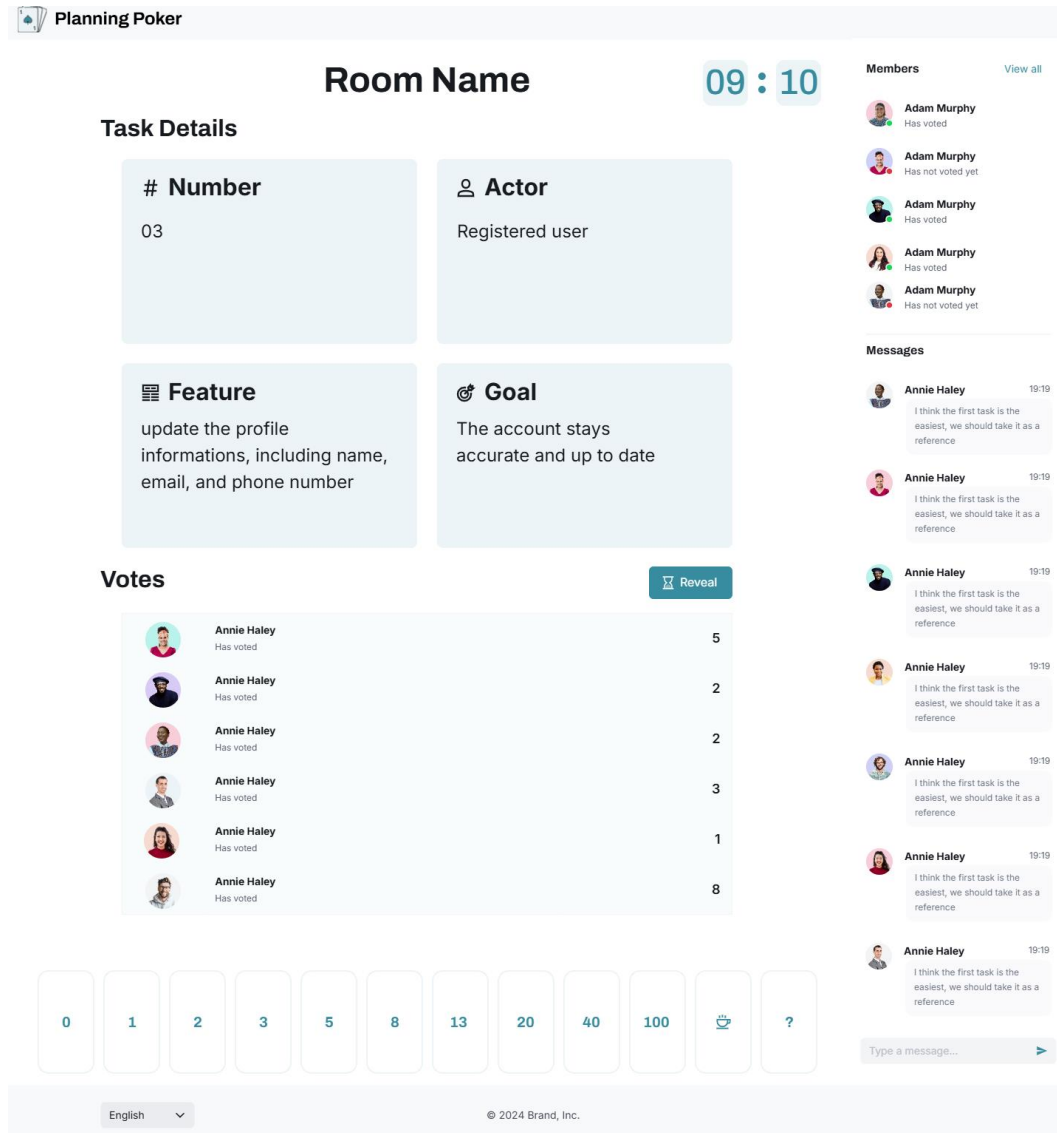 Planning Poker
Room Name
09 : 10
Task Details
# Number
03
Actor
Registered user
Feature
update the profile
informations, including name,
email, and phone number
Goal
The account stays
accurate and up to date
Votes
Reveal
Annie Haley
Has voted
5
Annie Haley
Has voted
2
Annie Haley
Has voted
2
Annie Haley
Has voted
3
Annie Haley
Has voted
1
Annie Haley
Has voted
8
0 1 2 3 5 8 13 20 40 100 ?
Members
View all
Adam Murphy
Has voted
Adam Murphy
Has not voted yet
Adam Murphy
Has voted
Adam Murphy
Has voted
Adam Murphy
Has not voted yet
Messages
Annie Haley 19:19
I think the first task is the
easiest, we should take it as a
reference
Annie Haley 19:19
I think the first task is the
easiest, we should take it as a
reference
Annie Haley 19:19
I think the first task is the
easiest, we should take it as a
reference
Annie Haley 19:19
I think the first task is the
easiest, we should take it as a
reference
Annie Haley 19:19
I think the first task is the
easiest, we should take it as a
reference
Annie Haley 19:19
I think the first task is the
easiest, we should take it as a
reference
Annie Haley 19:19
I think the first task is the
easiest, we should take it as a
reference
Type a message...
English
© 2024 Brand, Inc.